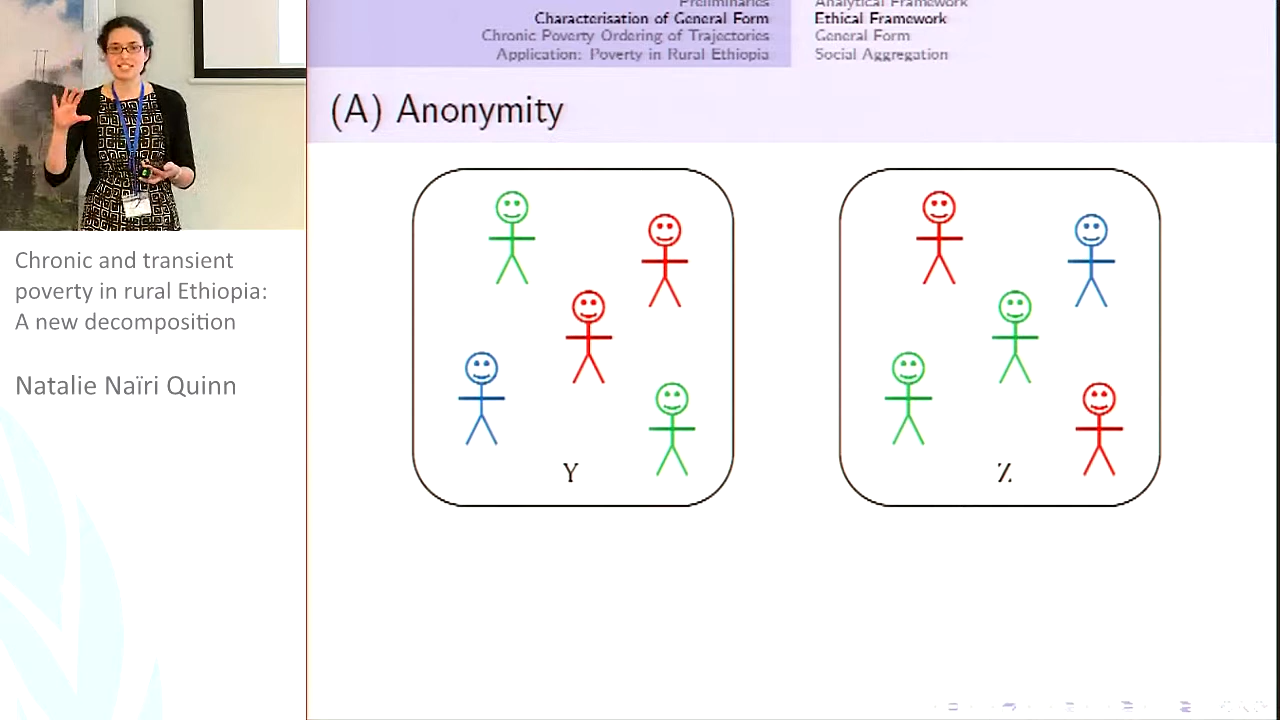 Preliminaries
Characterisation of General Form
Chronic Poverty Ordering of Trajectories
Application: Poverty in Rural Ethiopia
Analytical Framework
Ethical Framework
General Form
Social Aggregation
(A) Anonymity
Y
Z
Chronic and transient
poverty in rural Ethiopia:
A new decomposition
Natalie Naïri Quinn